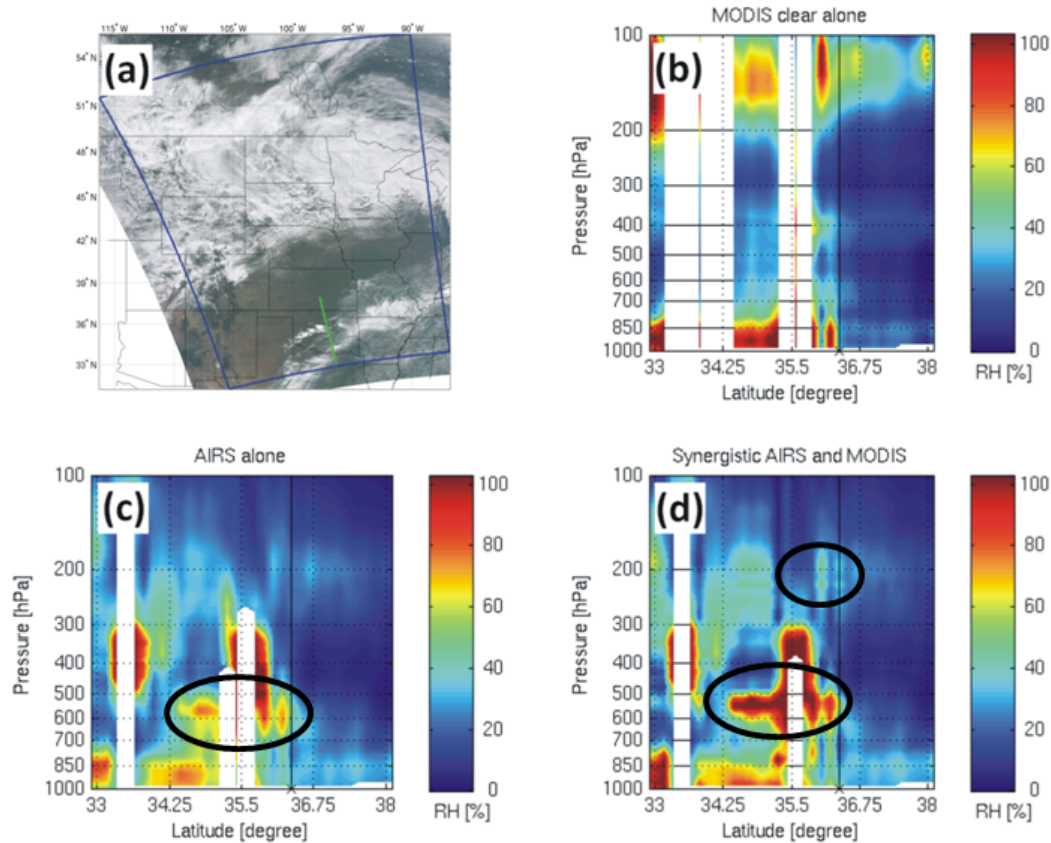 115° W 110° W 105° W 100° W 95° W 90° W
(a)
54° N
51° N
48° N
45° N
42° N
39° N
36° N
33° N
MODIS clear alone
(b)
100
200
300
400
500
600
700
850
1000
Pressure [hPa]
33 34.25 35.5 36.75 38
Latitude [degree]
100
80
60
40
20
0
RH [%]
AIRS alone
(c)
100
200
300
400
500
600
700
850
1000
Pressure [hPa]
33 34.25 35.5 36.75 38
Latitude [degree]
100
80
60
40
20
0
RH [%]
Synergistic AIRS and MODIS
(d)
100
200
300
400
500
600
700
850
1000
Pressure [hPa]
33 34.25 35.5 36.75 38
Latitude [degree]
100
80
60
40
20
0
RH [%]